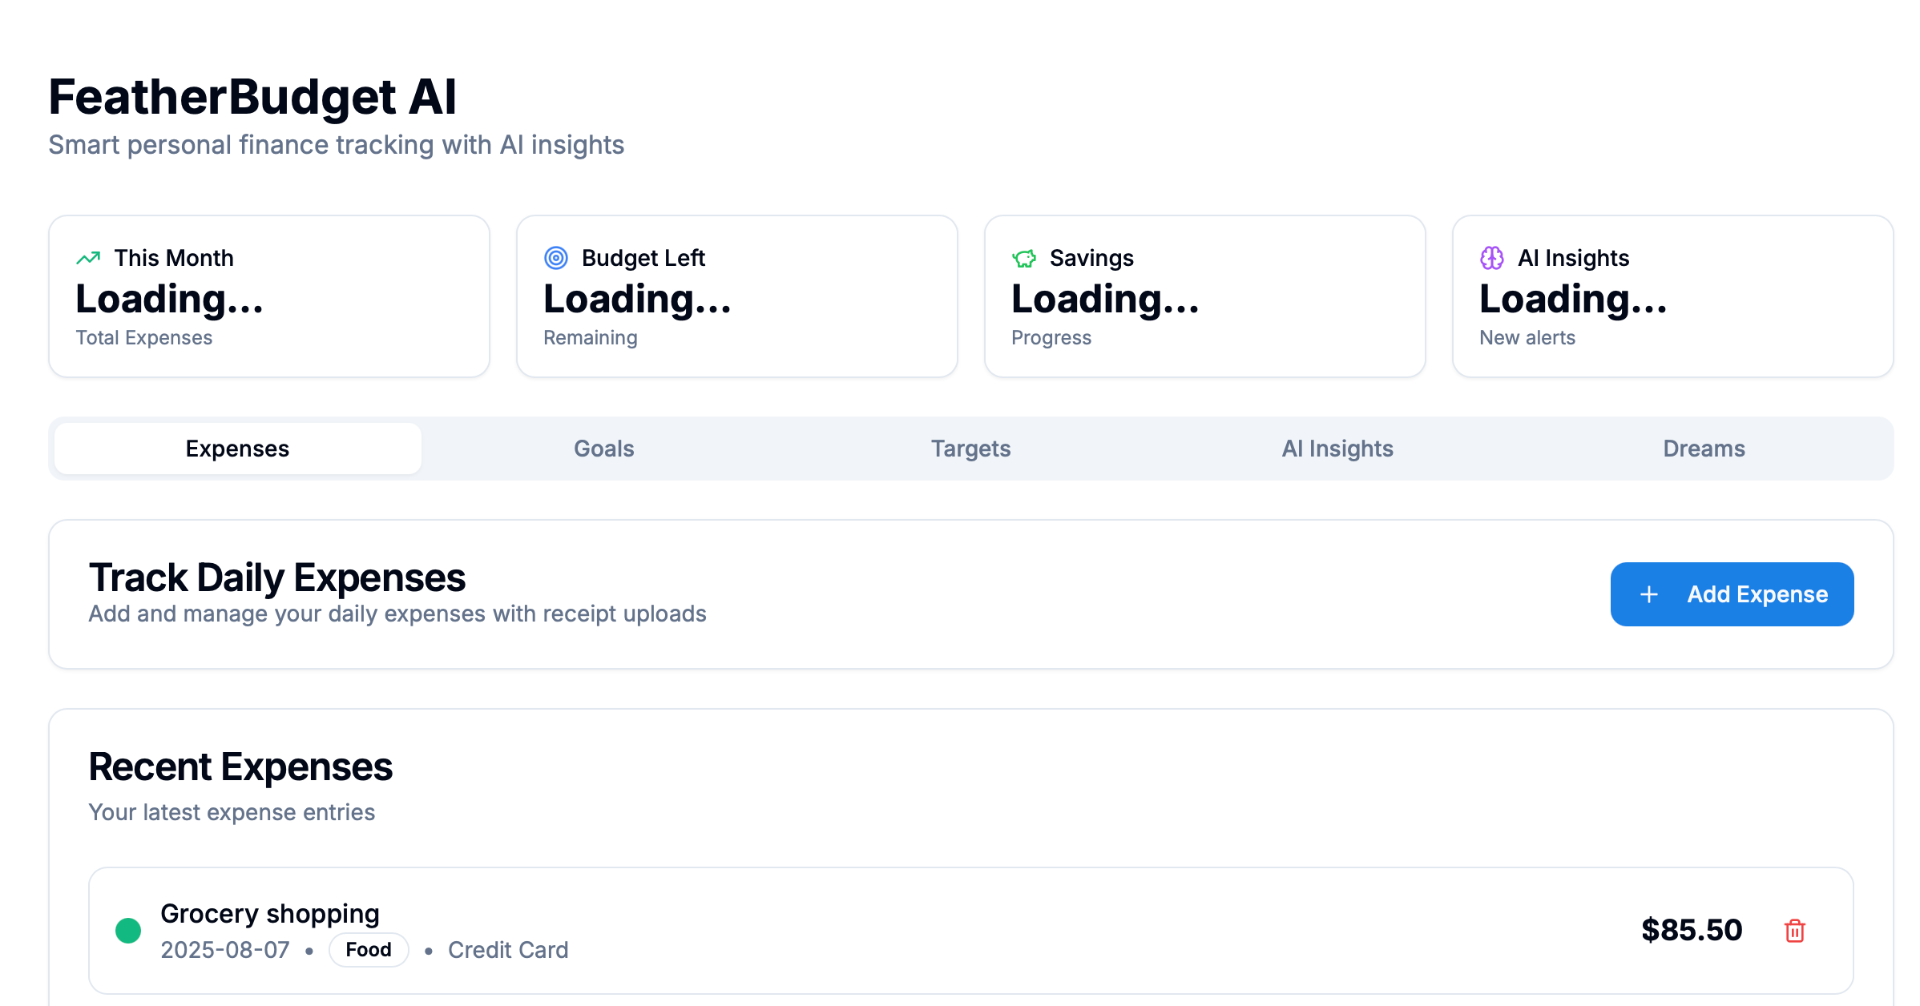 FeatherBudget AI
Smart personal finance tracking with AI insights
This Month
Loading...
Total Expenses
Budget Left
Loading...
Remaining
Savings
Loading...
Progress
AI Insights
Loading...
New alerts
Expenses Goals Targets AI Insights Dreams
Track Daily Expenses
Add and manage your daily expenses with receipt uploads
+ Add Expense
Recent Expenses
Your latest expense entries
Grocery shopping
2025-08-07 • Food • Credit Card
$85.50